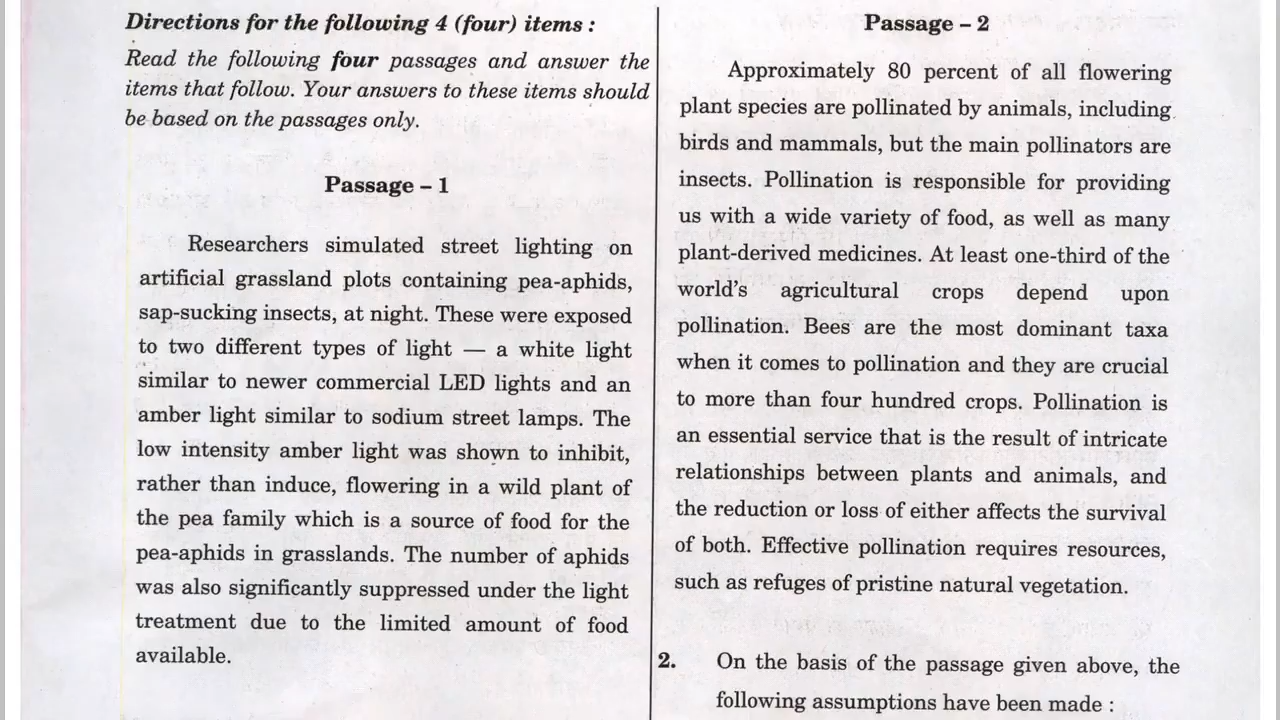 Directions for the following 4 (four) items :
Read the following four passages and answer the
items that follow. Your answers to these items should
be based on the passages only.
Passage – 1
Researchers simulated street lighting on
artificial grassland plots containing pea-aphids,
sap-sucking insects, at night. These were exposed
to two different types of light — a white light
similar to newer commercial LED lights and an
amber light similar to sodium street lamps. The
low intensity amber light was shown to inhibit,
rather than induce, flowering in a wild plant of
the pea family which is a source of food for the
pea-aphids in grasslands. The number of aphids
was also significantly suppressed under the light
treatment due to the limited amount of food
available.
Passage – 2
Approximately 80 percent of all flowering
plant species are pollinated by animals, including
birds and mammals, but the main pollinators are
insects. Pollination is responsible for providing
us with a wide variety of food, as well as many
plant-derived medicines. At least one-third of the
world's agricultural crops depend upon
pollination. Bees are the most dominant taxa
when it comes to pollination and they are crucial
to more than four hundred crops. Pollination is
an essential service that is the result of intricate
relationships between plants and animals, and
the reduction or loss of either affects the survival
of both. Effective pollination requires resources,
such as refuges of pristine natural vegetation.
2. On the basis of the passage given above, the
following assumptions have been made :